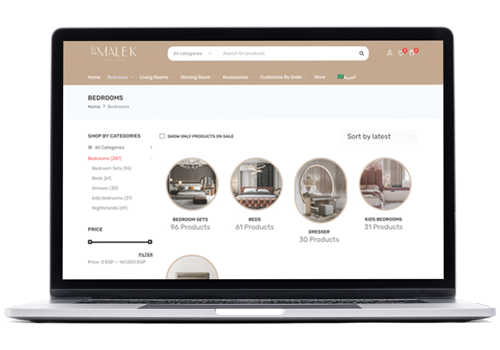 EL MALEK
All categories
Search for products
Home Bedroom Living Rooms Dinning Room Accessories Customize By Order More العربية
BEDROOMS
Home > Bedrooms
SHOP BY CATEGORIES
All Categories
Bedrooms (287)
Bedroom Sets (96)
Beds (61)
Dresser (30)
kids bedrooms (31)
Nightstands (69)
PRICE
FILTER
Price: 0 EGP — 167,000 EGP
SHOW ONLY PRODUCTS ON SALE
Sort by latest
BEDROOM SETS
96 Products
BEDS
61 Products
DRESSER
30 Products
KIDS BEDROOMS
31 Products